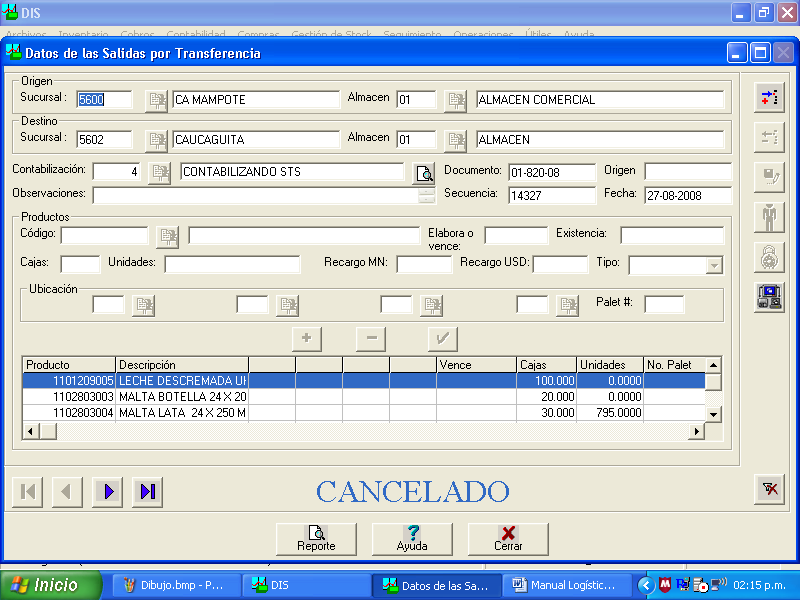 DIS
Archivos Inventario Cobros Contabilidad Compras Gestión de Stock Seguimiento Operaciones Útiles Ayuda
Datos de las Salidas por Transferencia
Origen
Sucursal : 5600 CA MAMPOTE Almacen 01 ALMACEN COMERCIAL
Destino
Sucursal : 5602 CAUCAGUITA Almacen 01 ALMACEN
Contabilización: 4 CONTABILIZANDO STS Documento: 01-820-08 Origen
Observaciones: Secuencia: 14327 Fecha: 27-08-2008
Productos
Código: Elabora o vence: Existencia:
Cajas: Unidades: Recargo MN: Recargo USD: Tipo:
Ubicación
Palet #:
Producto Descripción Vence Cajas Unidades No. Palet
1101209005 LECHE DESCREMADA UH 100.000 0.0000
1102803003 MALTA BOTELLA 24 X 20 20.000 0.0000
1102803004 MALTA LATA 24 X 250 M 30.000 795.0000
CANCELADO
Reporte Ayuda Cerrar
Inicio Dibujo.bmp - P... DIS Datos de las Sa... Manual Logístic... 02:15 p.m.